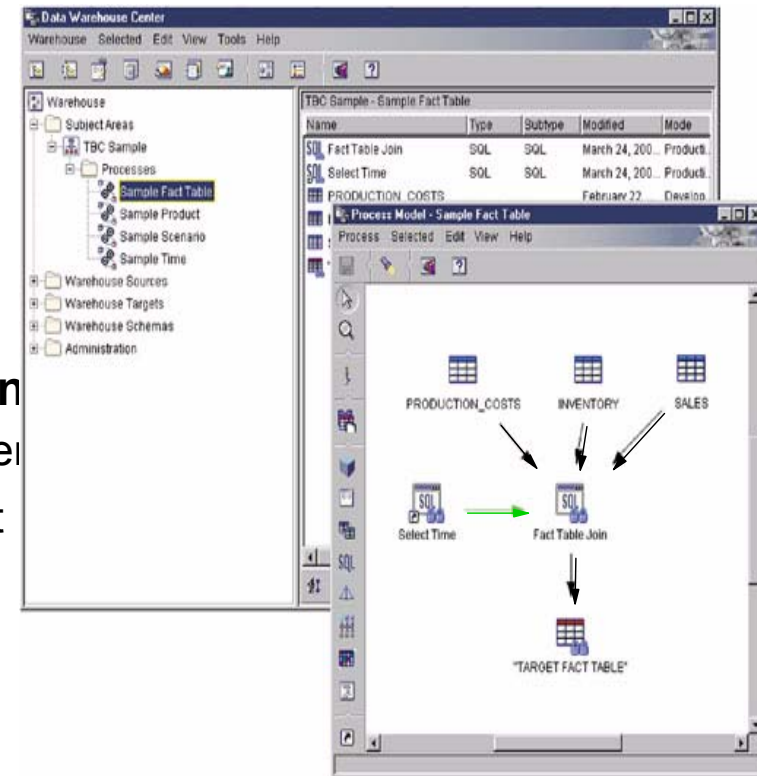 Data Warehouse Center
Warehouse Selected Edit View Tools Help
Warehouse
Subject Areas
TBC Sample
Processes
Sample Fact Table
Sample Product
Sample Scenario
Sample Time
Warehouse Sources
Warehouse Targets
Warehouse Schemas
Administration
TBC Sample - Sample Fact Table
Name Type Subtype Modified Mode
Fact Table Join SQL SQL March 24, 200... Producti...
Select Time SQL SQL March 24, 200... Producti...
PRODUCTION_COSTS February 22 Develop
Process Model - Sample Fact Table
Process Selected Edit View Help
PRODUCTION_COSTS INVENTORY SALES
SQL SQL
Select Time Fact Table Join
SQL
"TARGET FACT TABLE"